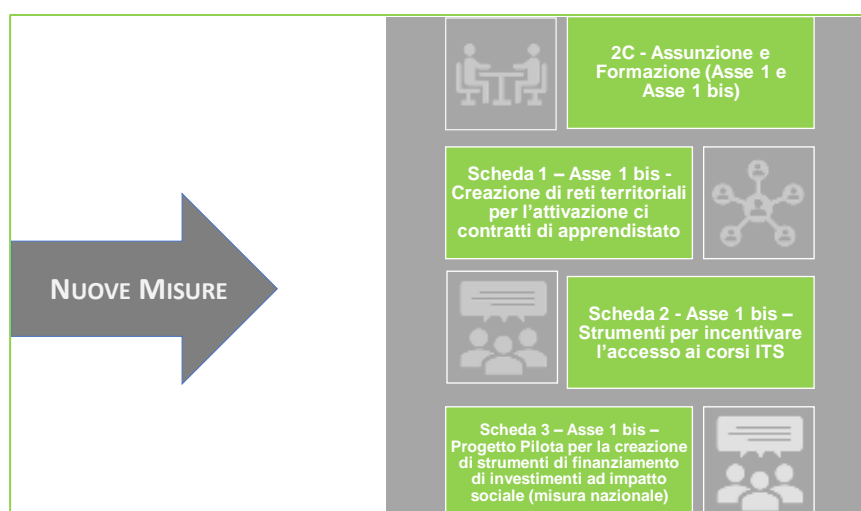 2C - Assunzione e
Formazione (Asse 1 e
Asse 1 bis)
Scheda 1 – Asse 1 bis -
Creazione di reti territoriali
per l'attivazione ci
contratti di apprendistato
NUOVE MISURE
Scheda 2 - Asse 1 bis –
Strumenti per incentivare
l'accesso ai corsi ITS
Scheda 3 – Asse 1 bis –
Progetto Pilota per la creazione
di strumenti di finanziamento
di investimenti ad impatto
sociale (misura nazionale)